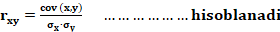 r_xy = cov (x,y) / σ_x·σ_y ………………hisoblanadi